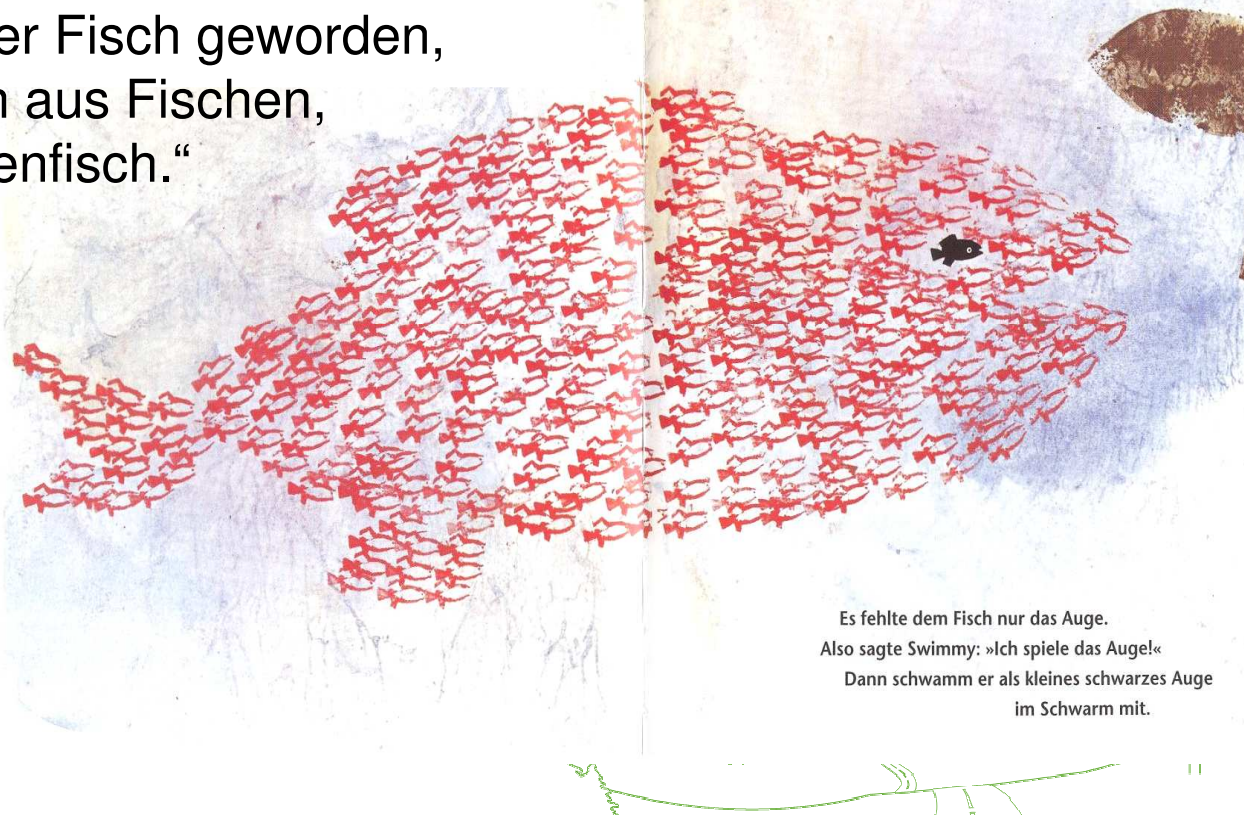 er Fisch geworden,
aus Fischen,
enfisch.“
Es fehlte dem Fisch nur das Auge.
Also sagte Swimmy: »Ich spiele das Auge!«
Dann schwamm er als kleines schwarzes Auge
im Schwarm mit.